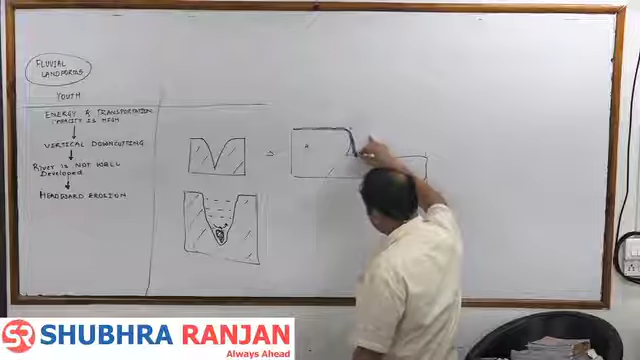 FLUVIAL
LANDFORMS
YOUTH
ENERGY & TRANSPORTATION
CAPACITY IS HIGH
VERTICAL DOWNCUTTING
RIVER IS NOT WELL
DEVELOPED
HEADWARD EROSION
A
SR SHUBHRA RANJAN
Always Ahead